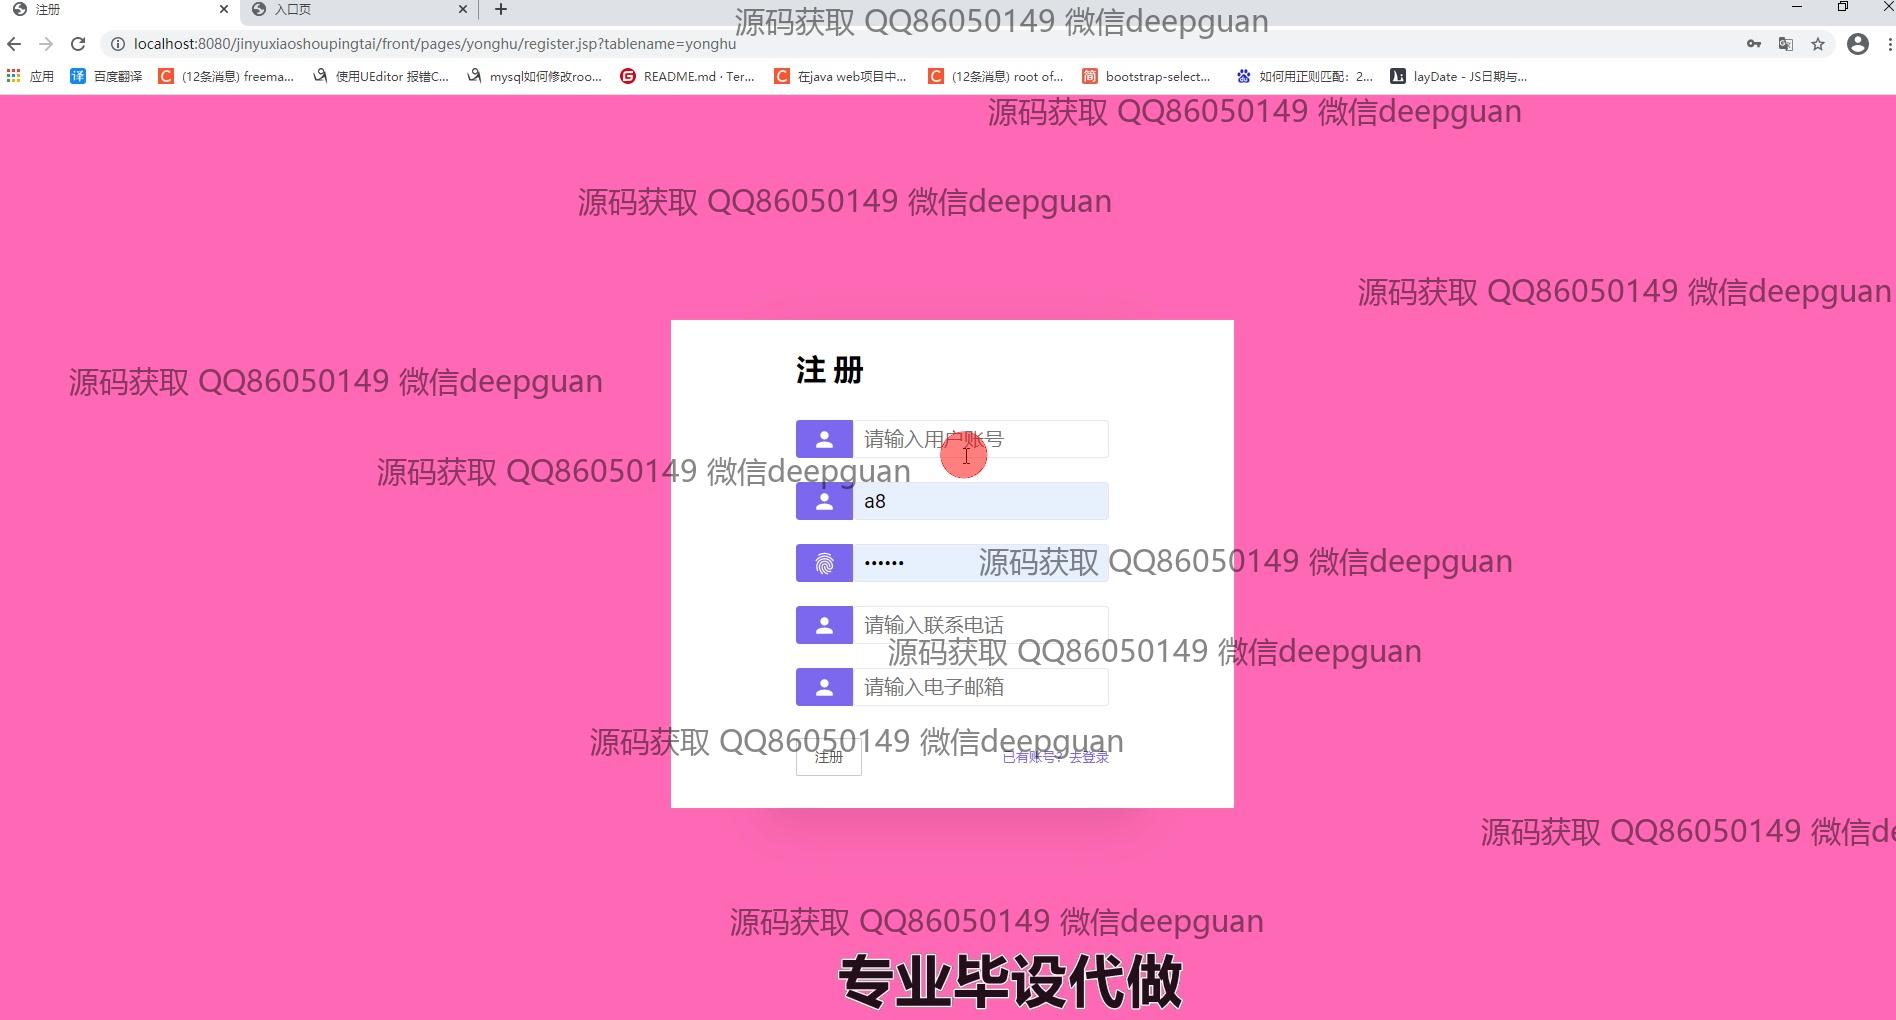 注册
入口页
源码获取 QQ86050149 微信deepguan
localhost:8080/jinyuxiaoshoupingtai/front/pages/yonghu/register.jsp?tablename=yonghu
应用
百度翻译
(12条消息) freema...
使用UEditor 报错C...
mysql如何修改roo...
README.md · Ter...
在java web项目中...
(12条消息) root of...
bootstrap-select...
如何用正则匹配：2...
layDate - JS日期与...
源码获取 QQ86050149 微信deepguan
源码获取 QQ86050149 微信deepguan
源码获取 QQ86050149 微信deepguan
注 册
源码获取 QQ86050149 微信deepguan
请输入用户账号
源码获取 QQ86050149 微信deepguan
a8
••••••
源码获取 QQ86050149 微信deepguan
请输入联系电话
源码获取 QQ86050149 微信deepguan
请输入电子邮箱
源码获取 QQ86050149 微信deepguan
注册
已有账号？去登录
源码获取 QQ86050149 微信de
源码获取 QQ86050149 微信deepguan
专业毕设代做